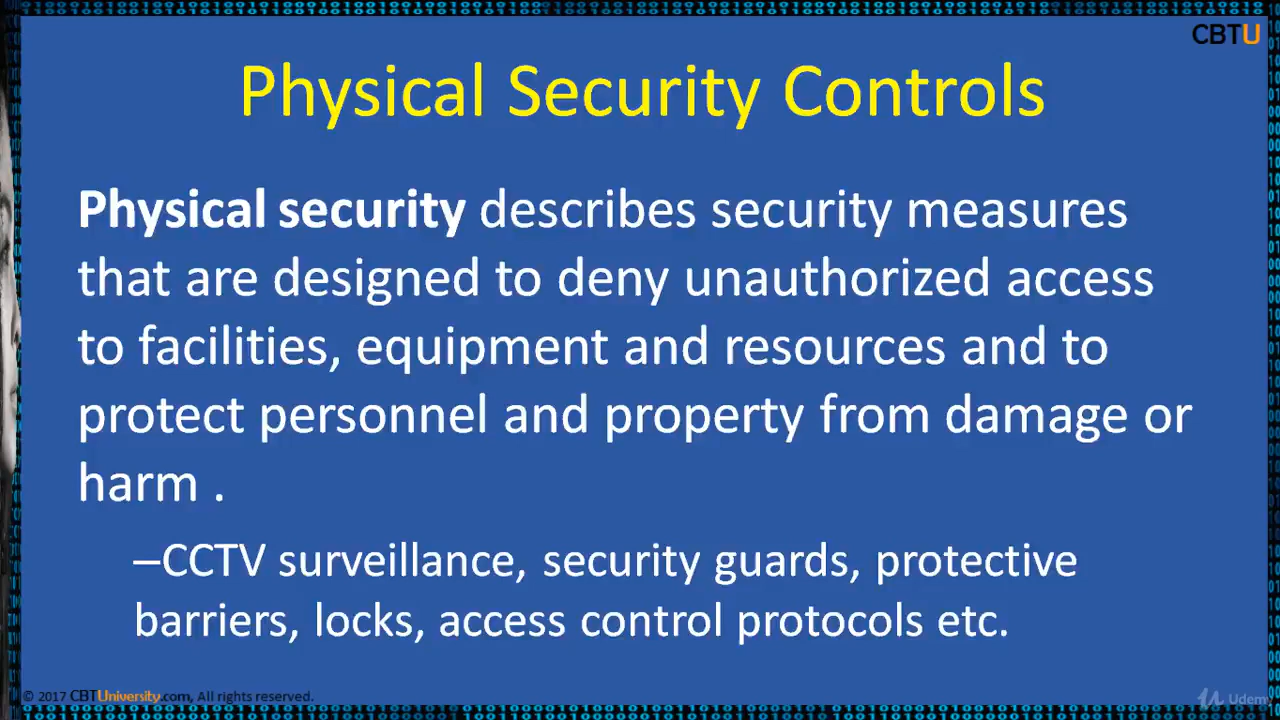 CBTU
Physical Security Controls
Physical security describes security measures
that are designed to deny unauthorized access
to facilities, equipment and resources and to
protect personnel and property from damage or
harm .
–CCTV surveillance, security guards, protective
barriers, locks, access control protocols etc.
© 2017 CBTUniversity.com, All rights reserved.
Udemy